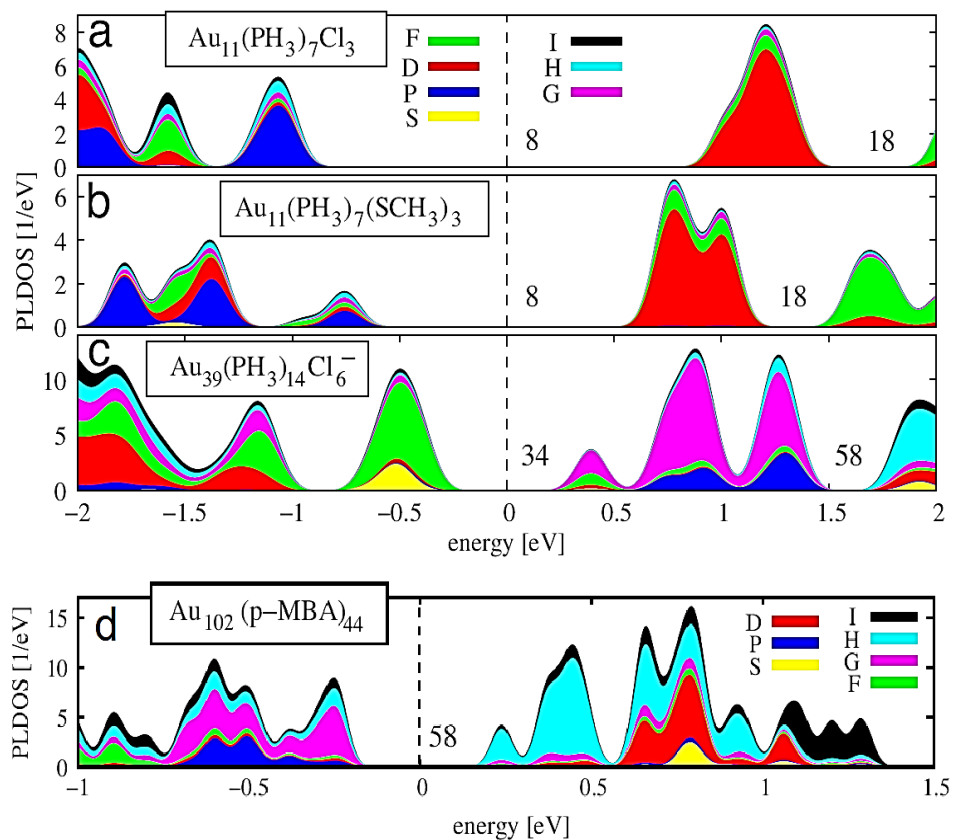 a
Au11(PH3)7Cl3
F
D
P
S
I
H
G
8
6
4
2
0
8
18
b
Au11(PH3)7(SCH3)3
6
4
2
0
8
18
PLDOS [1/eV]
c
Au39(PH3)14Cl6−
10
5
0
34
58
−2
−1.5
−1
−0.5
0
0.5
1
1.5
2
energy [eV]
d
Au102 (p−MBA)44
D
P
S
I
H
G
F
PLDOS [1/eV]
15
10
5
0
58
−1
−0.5
0
0.5
1
1.5
energy [eV]